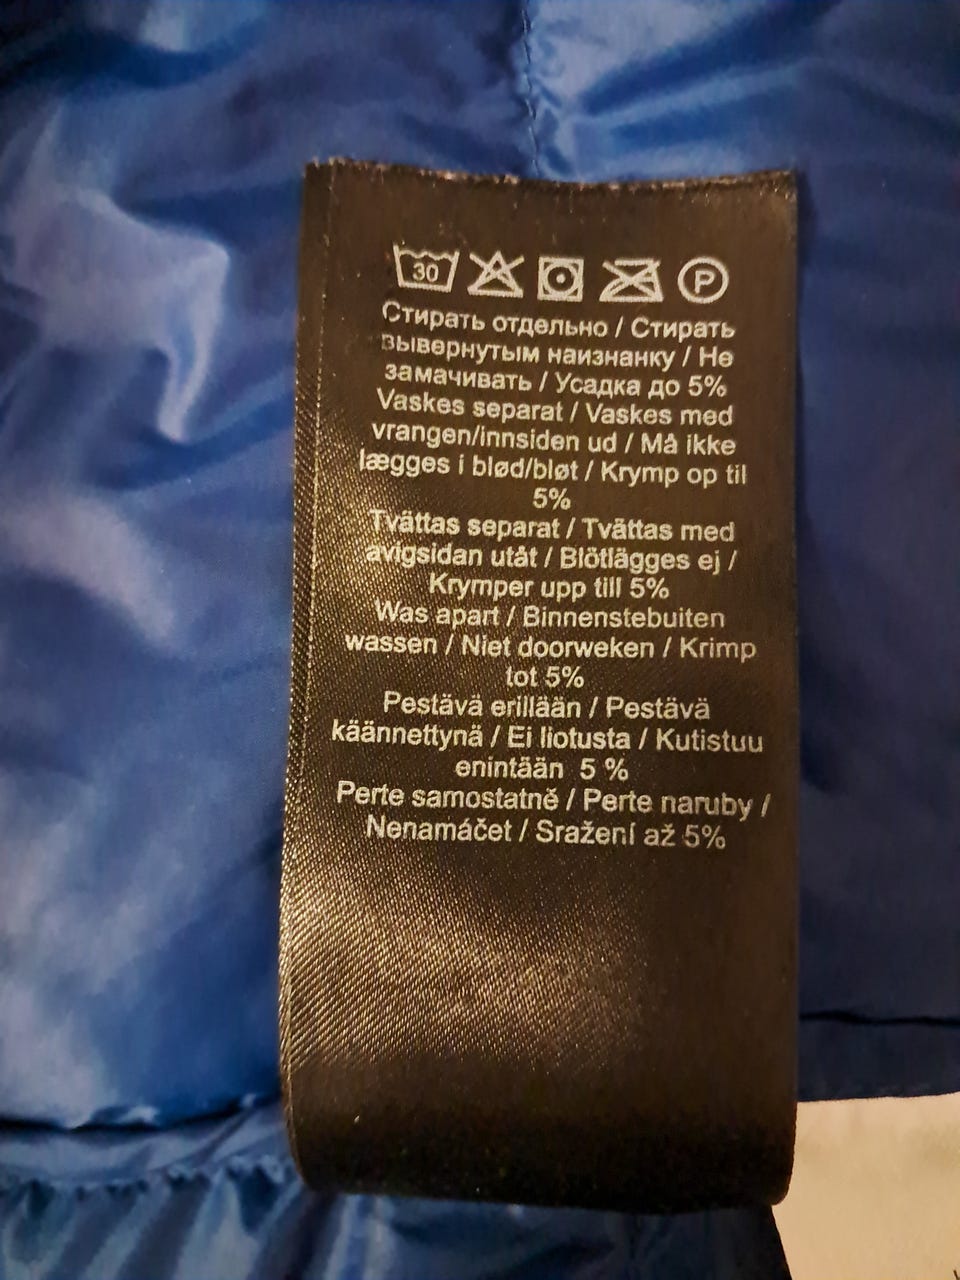 30 P
Стирать отдельно / Стирать
вывернутым наизнанку / Не
замачивать / Усадка до 5%
Vaskes separat / Vaskes med
vrangen/innsiden ud / Må ikke
lægges i blød/bløt / Krymp op til
5%
Tvättas separat / Tvättas med
avigsidan utåt / Blötlägges ej /
Krymper upp till 5%
Was apart / Binnenstebuiten
wassen / Niet doorweken / Krimp
tot 5%
Pestävä erillään / Pestävä
käännettynä / Ei liotusta / Kutistuu
enintään 5 %
Perte samostatně / Perte naruby /
Nenamáčet / Sražení až 5%